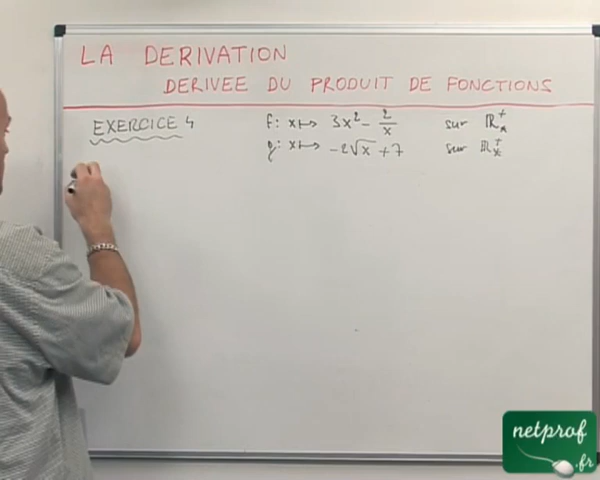 LA DERIVATION
DERIVEE DU PRODUIT DE FONCTIONS
EXERCICE 4 f: x ↦ 3x² - 2/x sur ℝ*⁺
g: x ↦ -2√x + 7 sur ℝ*⁺
netprof
.fr